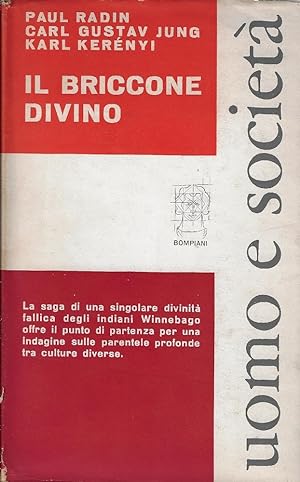 PAUL RADIN
CARL GUSTAV JUNG
KARL KERÉNYI
IL BRICCONE
DIVINO
BOMPIANI
La saga di una singolare divinità
fallica degli indiani Winnebago
offre il punto di partenza per una
indagine sulle parentele profonde
tra culture diverse.
uomo e società